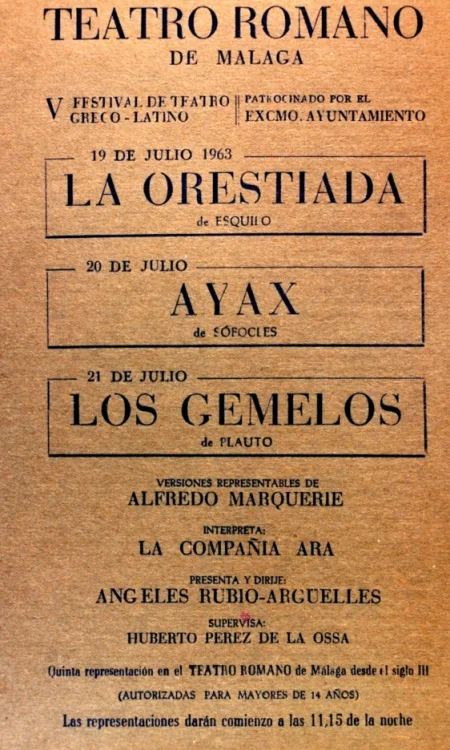 TEATRO ROMANO
DE MALAGA
V FESTIVAL DE TEATRO GRECO-LATINO
PATROCINADO POR EL EXCMO. AYUNTAMIENTO
19 DE JULIO 1963
LA ORESTIADA
de ESQUILO
20 DE JULIO
AYAX
de SÓFOCLES
21 DE JULIO
LOS GEMELOS
de PLAUTO
VERSIONES REPRESENTABLES DE
ALFREDO MARQUERIE
INTERPRETA:
LA COMPAÑIA ARA
PRESENTA Y DIRIJE:
ANGELES RUBIO-ARGÜELLES
SUPERVISA:
HUBERTO PEREZ DE LA OSSA
Quinta representación en el TEATRO ROMANO de Málaga desde el siglo III
(AUTORIZADAS PARA MAYORES DE 14 AÑOS)
Las representaciones darán comienzo a las 11,15 de la noche